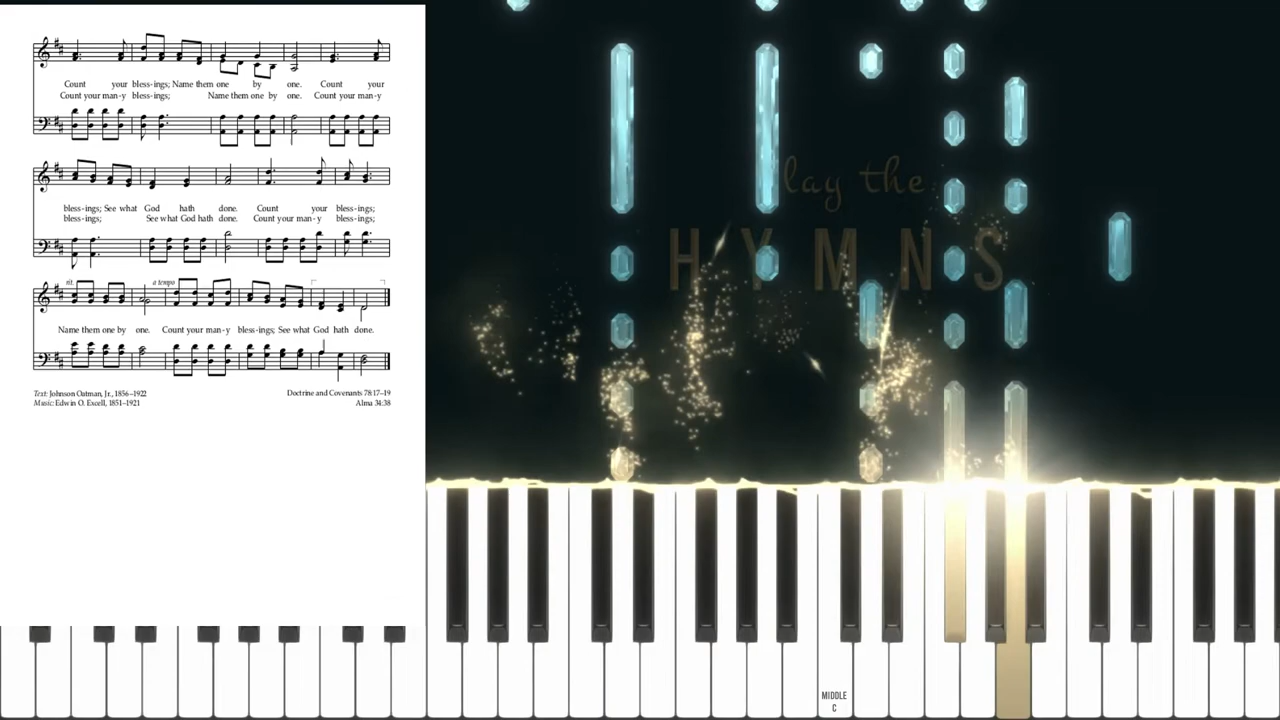 Count your bless-ings; Name them one by one. Count your
Count your man-y bless-ings; Name them one by one. Count your man-y
bless-ings; See what God hath done. Count your bless-ings;
bless-ings; See what God hath done. Count your man-y bless-ings;
rit. a tempo
Name them one by one. Count your man-y bless-ings; See what God hath done.
Text: Johnson Oatman, Jr., 1856–1922
Music: Edwin O. Excell, 1851–1921
Doctrine and Covenants 78:17–19
Alma 34:38
lay the
HYMNS
MIDDLE
C